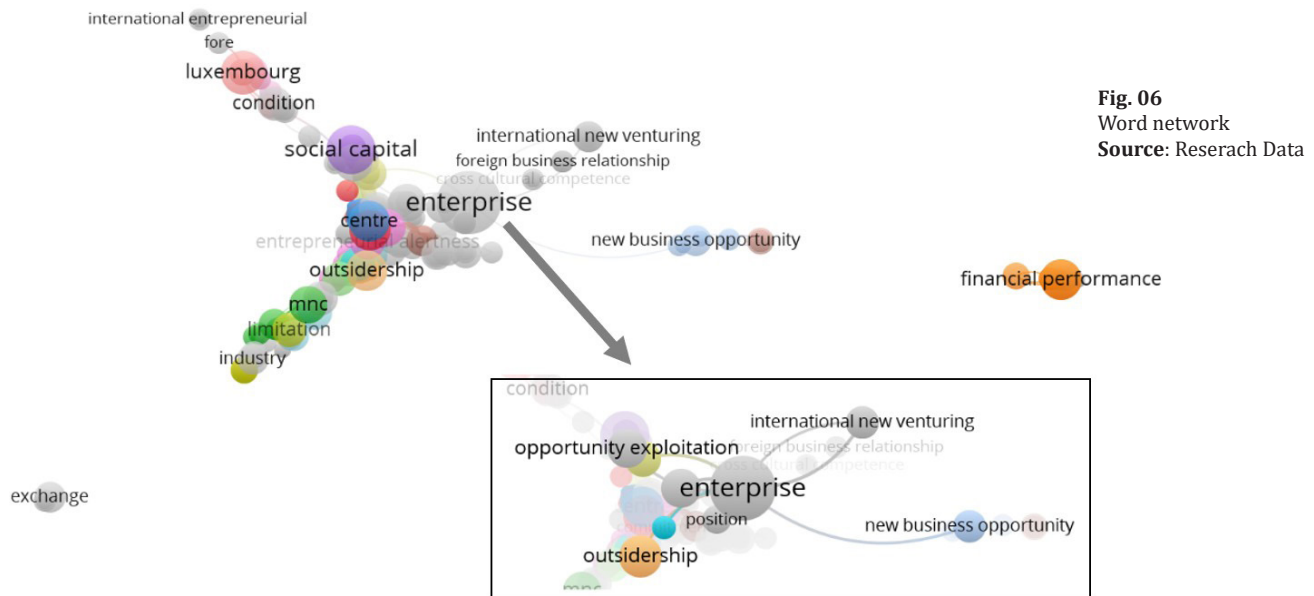 international entrepreneurial
fore
luxembourg
condition
social capital
international new venturing
foreign business relationship
cross cultural competence
enterprise
centre
entrepreneurial alertness
outsidership
new business opportunity
financial performance
mnc
limitation
industry
exchange
Fig. 06
Word network
Source: Reserach Data
condition
international new venturing
opportunity exploitation
foreign business relationship
cross cultural competence
enterprise
position
new business opportunity
outsidership
mnc